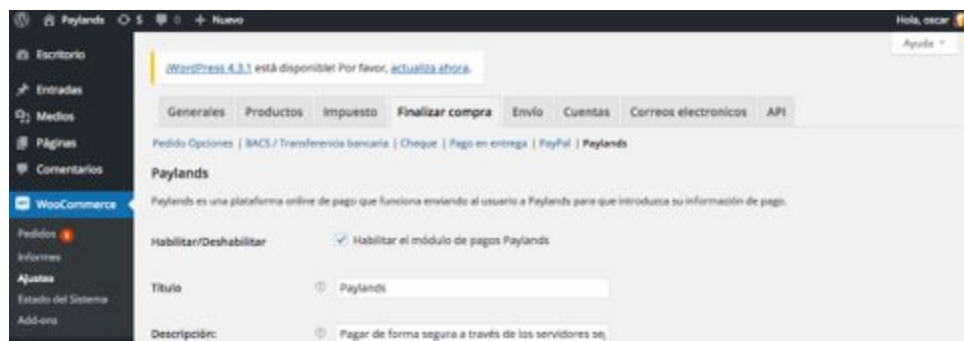 Paylands 5 0 + Nuevo Hola, oscar
Ayuda
Escritorio
¡WordPress 4.3.1 está disponible! Por favor, actualiza ahora.
Entradas
Medios
Generales Productos Impuesto Finalizar compra Envío Cuentas Correos electronicos API
Páginas
Pedido Opciones | BACS / Transferencia bancaria | Cheque | Pago en entrega | PayPal | Paylands
Comentarios
Paylands
WooCommerce
Paylands es una plataforma online de pago que funciona enviando al usuario a Paylands para que introduzca su información de pago.
Pedidos
Habilitar/Deshabilitar Habilitar el módulo de pagos Paylands
Informes
Ajustes
Título Paylands
Estado del Sistema
Add-ons
Descripción: Pagar de forma segura a través de los servidores seg